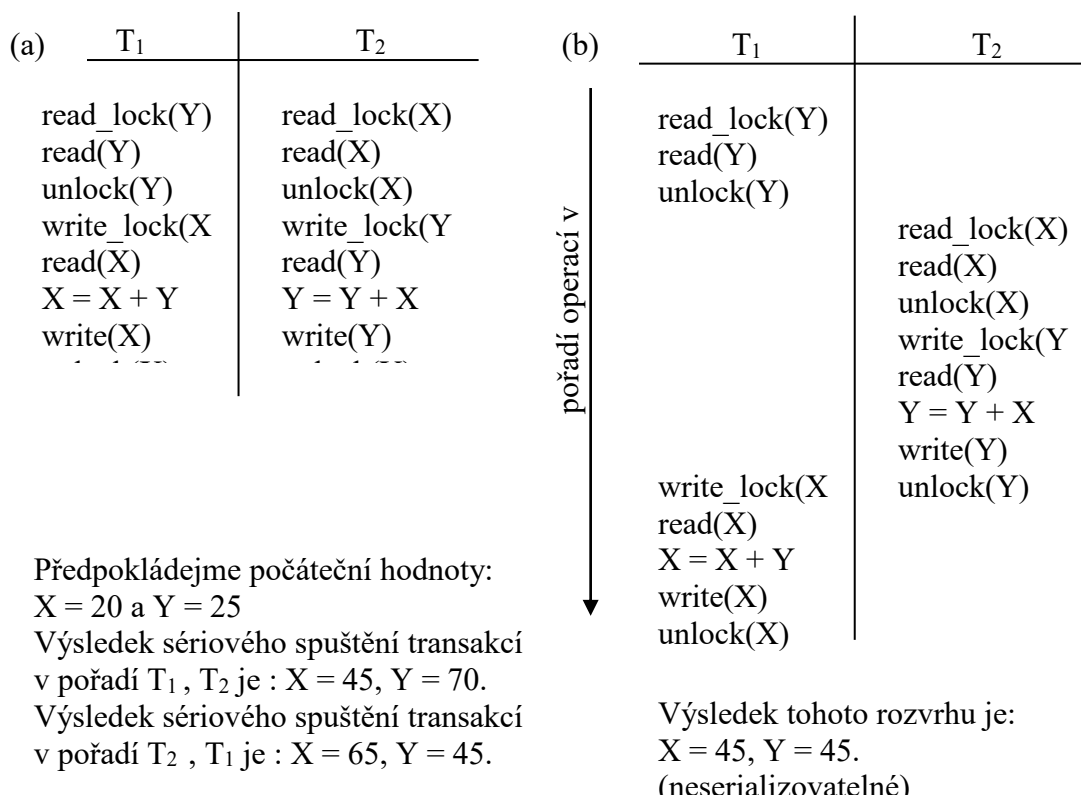 (a)
T₁ T₂
read_lock(Y) read_lock(X)
read(Y) read(X)
unlock(Y) unlock(X)
write_lock(X write_lock(Y
read(X) read(Y)
X = X + Y Y = Y + X
write(X) write(Y)
Předpokládejme počáteční hodnoty:
X = 20 a Y = 25
Výsledek sériového spuštění transakcí
v pořadí T₁ , T₂ je : X = 45, Y = 70.
Výsledek sériového spuštění transakcí
v pořadí T₂ , T₁ je : X = 65, Y = 45.
(b)
T₁ T₂
pořadí operací v
read_lock(Y)
read(Y)
unlock(Y)
read_lock(X)
read(X)
unlock(X)
write_lock(Y
read(Y)
Y = Y + X
write(Y)
write_lock(X unlock(Y)
read(X)
X = X + Y
write(X)
unlock(X)
Výsledek tohoto rozvrhu je:
X = 45, Y = 45.
(neserializovatelné)